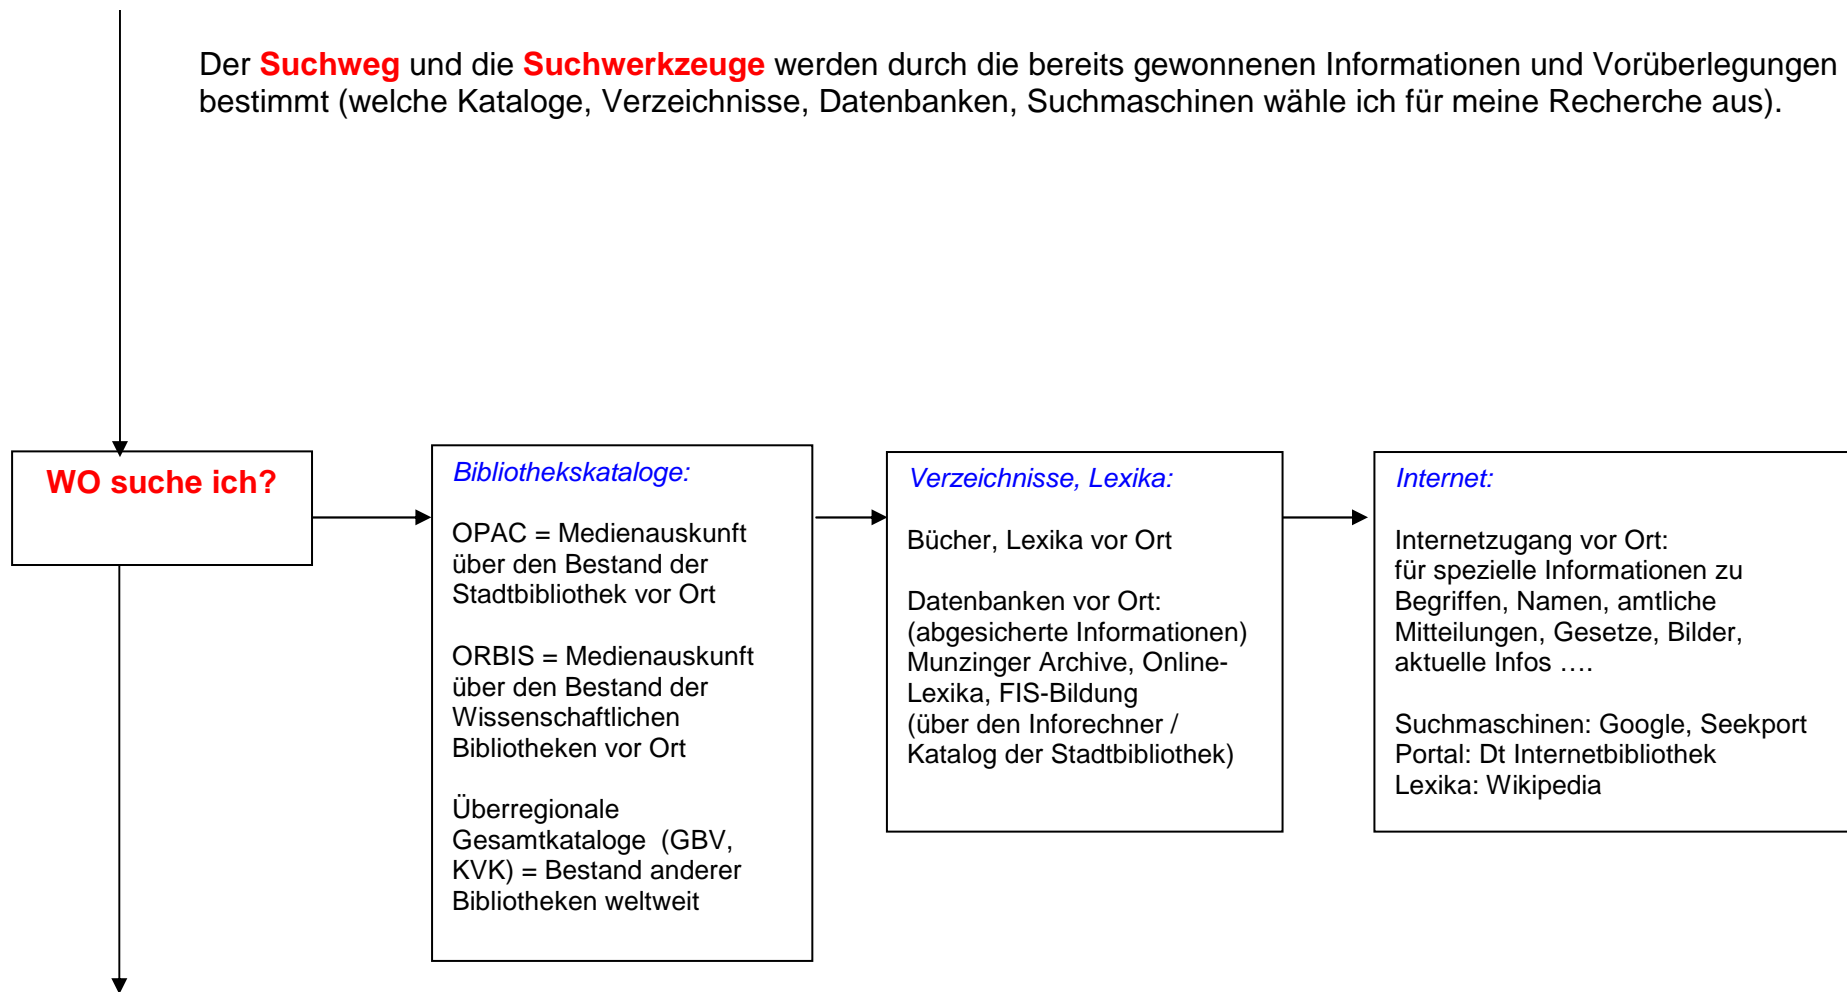 Der Suchweg und die Suchwerkzeuge werden durch die bereits gewonnenen Informationen und Vorüberlegungen
bestimmt (welche Kataloge, Verzeichnisse, Datenbanken, Suchmaschinen wähle ich für meine Recherche aus).
WO suche ich?
Bibliothekskataloge:
OPAC = Medienauskunft
über den Bestand der
Stadtbibliothek vor Ort
ORBIS = Medienauskunft
über den Bestand der
Wissenschaftlichen
Bibliotheken vor Ort
Überregionale
Gesamtkataloge (GBV,
KVK) = Bestand anderer
Bibliotheken weltweit
Verzeichnisse, Lexika:
Bücher, Lexika vor Ort
Datenbanken vor Ort:
(abgesicherte Informationen)
Munzinger Archive, Online-
Lexika, FIS-Bildung
(über den Inforechner /
Katalog der Stadtbibliothek)
Internet:
Internetzugang vor Ort:
für spezielle Informationen zu
Begriffen, Namen, amtliche
Mitteilungen, Gesetze, Bilder,
aktuelle Infos ….
Suchmaschinen: Google, Seekport
Portal: Dt Internetbibliothek
Lexika: Wikipedia